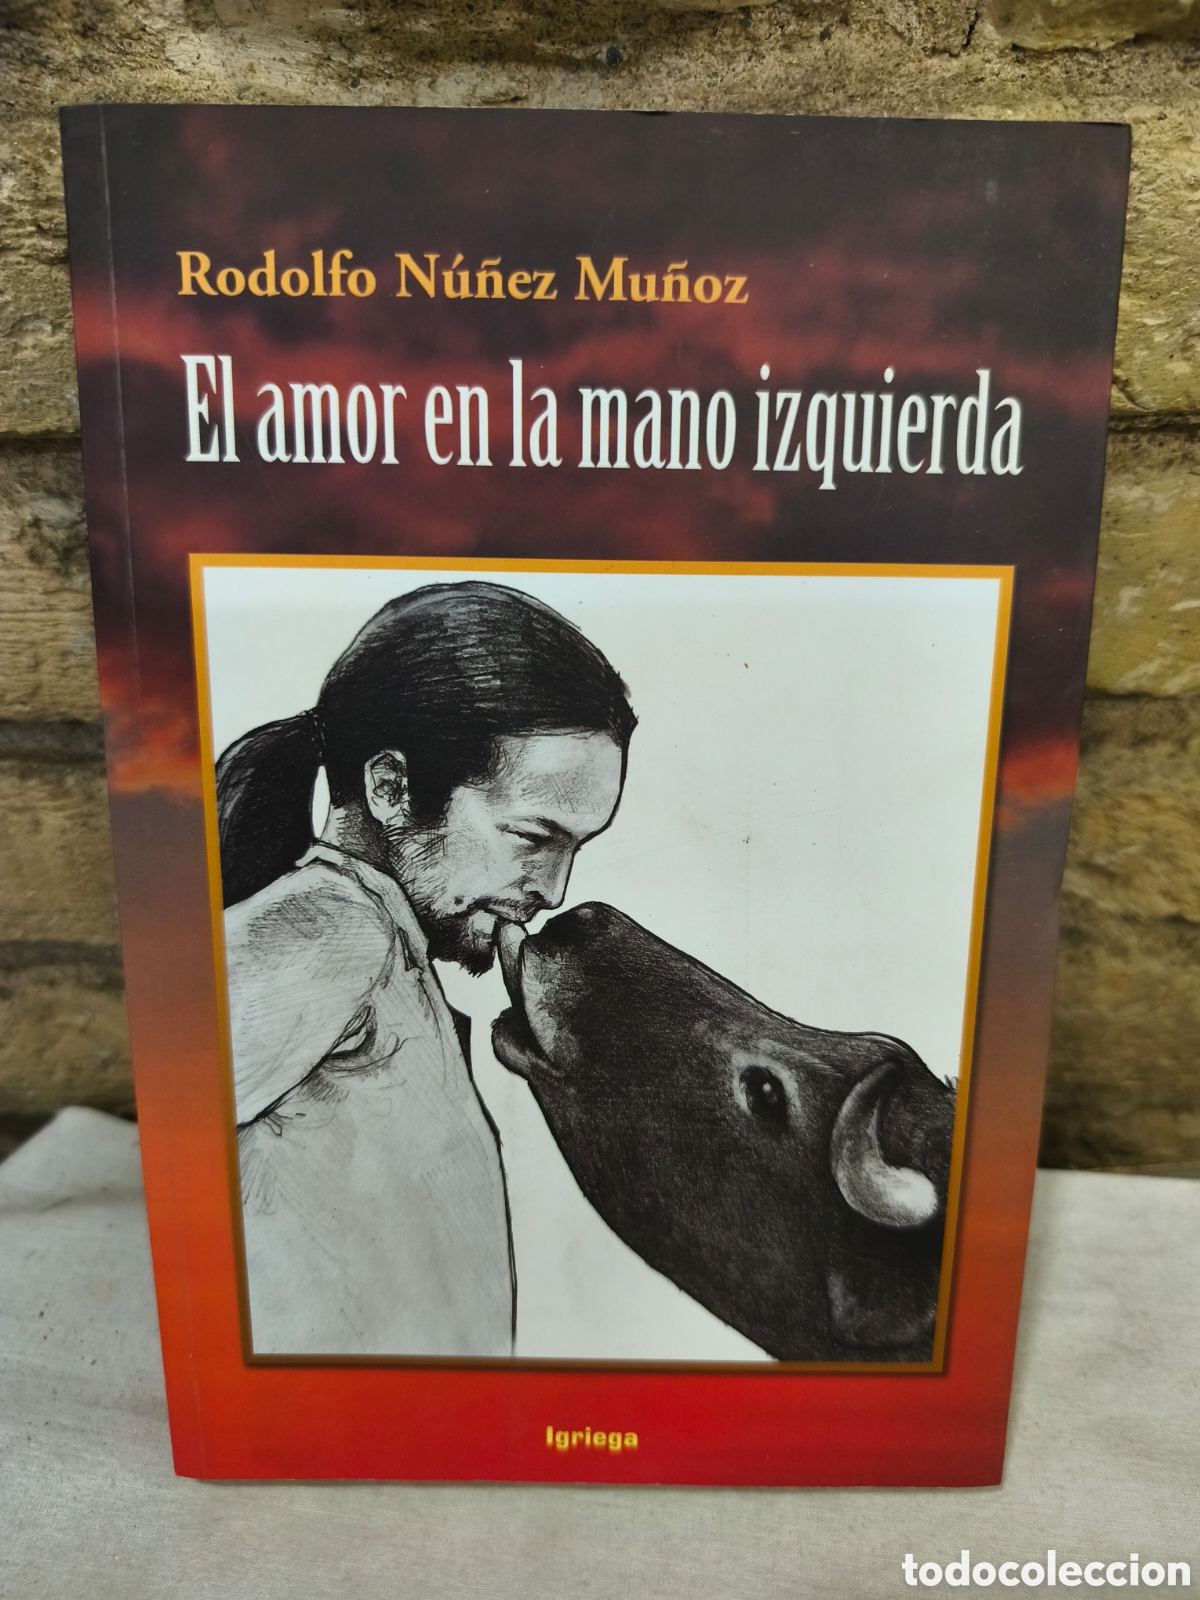 Rodolfo Núñez Muñoz
El amor en la mano izquierda
Igriega
todocoleccion